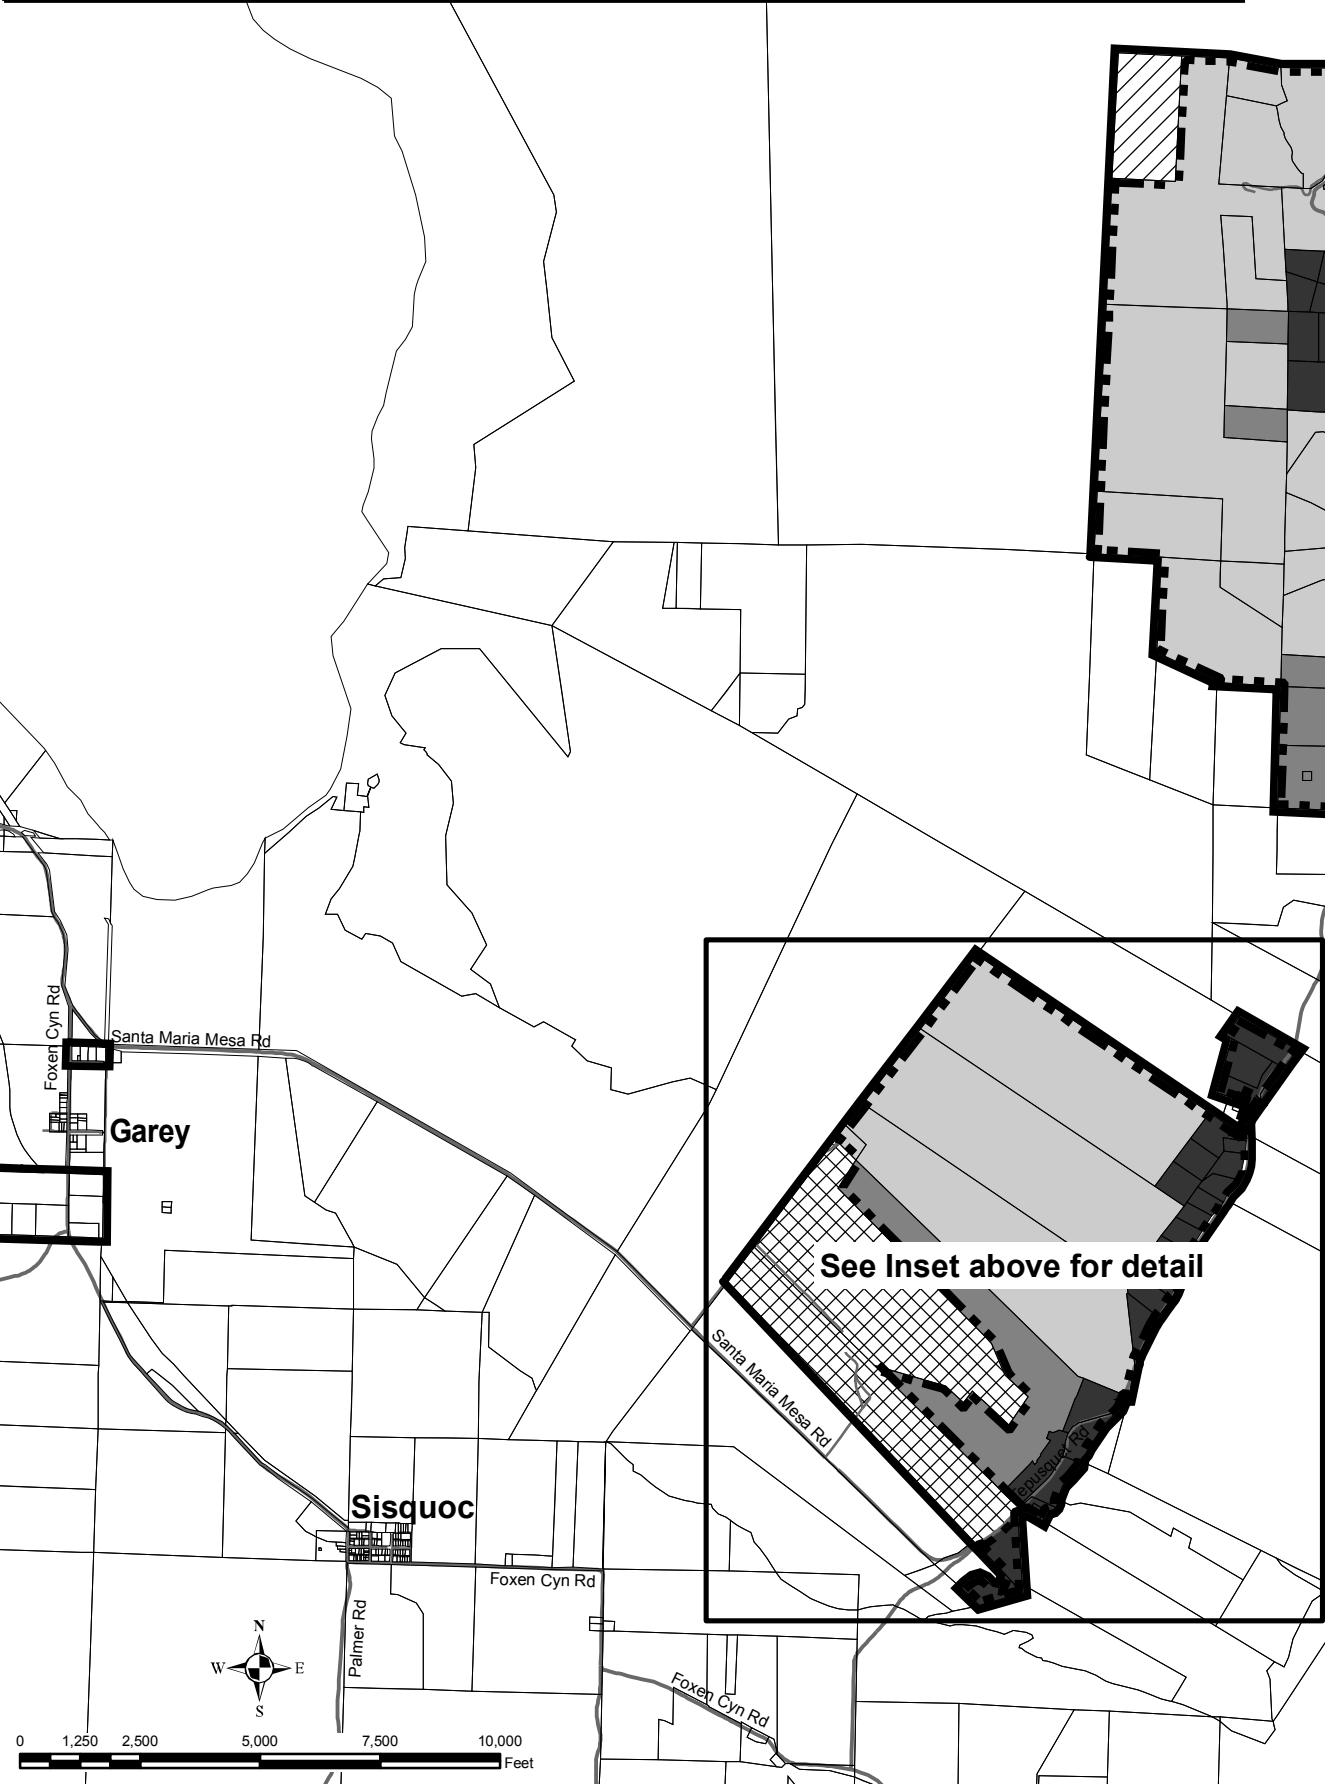 Foxen Cyn Rd
Santa Maria Mesa Rd
Garey
See Inset above for detail
Santa Maria Mesa Rd
epusquet Rd
Sisquoc
Foxen Cyn Rd
Palmer Rd
Foxen Cyn Rd
N
W E
S
0 1,250 2,500 5,000 7,500 10,000
Feet